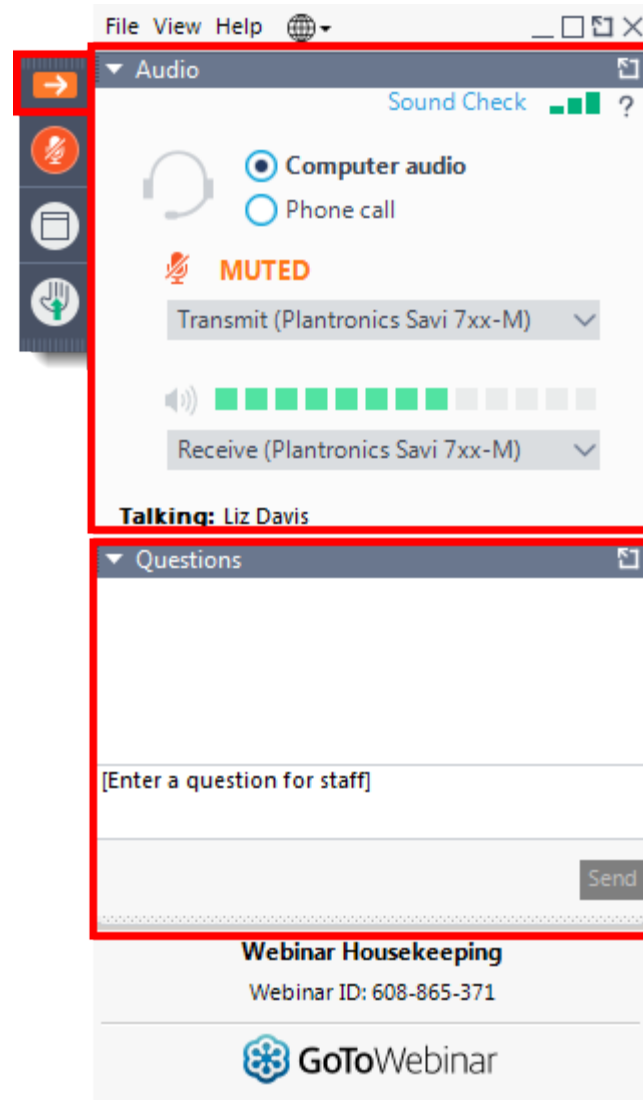 File View Help
Audio
Sound Check ?
Computer audio
Phone call
MUTED
Transmit (Plantronics Savi 7xx-M)
Receive (Plantronics Savi 7xx-M)
Talking: Liz Davis
Questions
[Enter a question for staff]
Send
Webinar Housekeeping
Webinar ID: 608-865-371
GoToWebinar